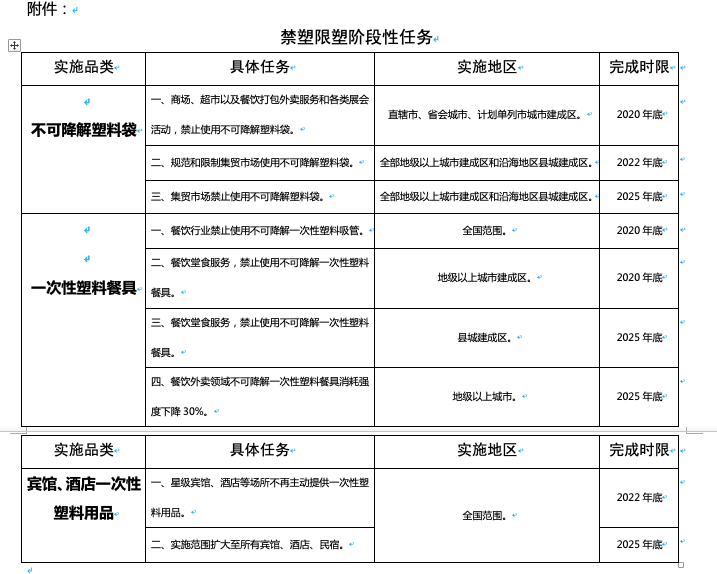 附件：
禁塑限塑阶段性任务
实施品类 具体任务 实施地区 完成时限
不可降解塑料袋
一、商场、超市以及餐饮打包外卖服务和各类展会
活动，禁止使用不可降解塑料袋。
直辖市、省会城市、计划单列市城市建成区。
2020 年底
二、规范和限制集贸市场使用不可降解塑料袋。
全部地级以上城市建成区和沿海地区县城建成区。
2022 年底
三、集贸市场禁止使用不可降解塑料袋。
全部地级以上城市建成区和沿海地区县城建成区。
2025 年底
一次性塑料餐具
一、餐饮行业禁止使用不可降解一次性塑料吸管。
全国范围。
2020 年底
二、餐饮堂食服务，禁止使用不可降解一次性塑料
餐具。
地级以上城市建成区。
2020 年底
三、餐饮堂食服务，禁止使用不可降解一次性塑料
餐具。
县城建成区。
2025 年底
四、餐饮外卖领域不可降解一次性塑料餐具消耗强
度下降 30%。
地级以上城市。
2025 年底
实施品类 具体任务 实施地区 完成时限
宾馆、酒店一次性
塑料用品
一、星级宾馆、酒店等场所不再主动提供一次性塑
料用品。
全国范围。
2022 年底
二、实施范围扩大至所有宾馆、酒店、民宿。
2025 年底